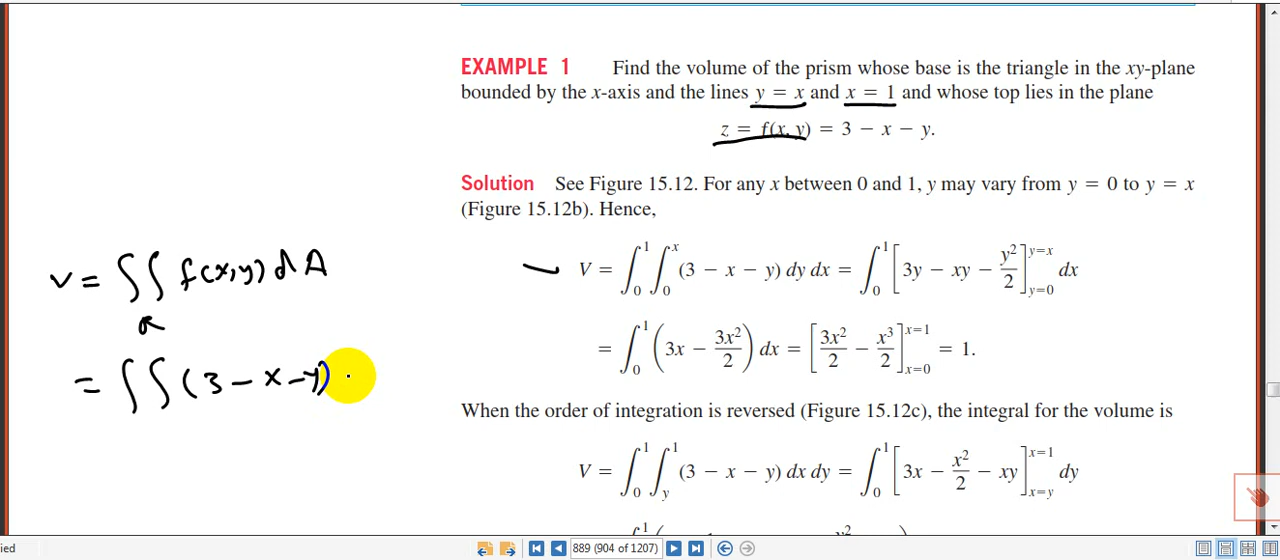 EXAMPLE 1 Find the volume of the prism whose base is the triangle in the xy-plane
bounded by the x-axis and the lines y = x and x = 1 and whose top lies in the plane
z = f(x, y) = 3 − x − y.
Solution See Figure 15.12. For any x between 0 and 1, y may vary from y = 0 to y = x
(Figure 15.12b). Hence,
V = ∫₀¹ ∫₀ˣ (3 − x − y) dy dx = ∫₀¹ [3y − xy − y²/2]_{y=0}^{y=x} dx
= ∫₀¹ (3x − 3x²/2) dx = [3x²/2 − x³/2]_{x=0}^{x=1} = 1.
When the order of integration is reversed (Figure 15.12c), the integral for the volume is
V = ∫₀¹ ∫_y^1 (3 − x − y) dx dy = ∫₀¹ [3x − x²/2 − xy]_{x=y}^{x=1} dy
V = ∫∫ f(x,y) dA
R
= ∫∫ (3 − x − y)
ied
889 (904 of 1207)